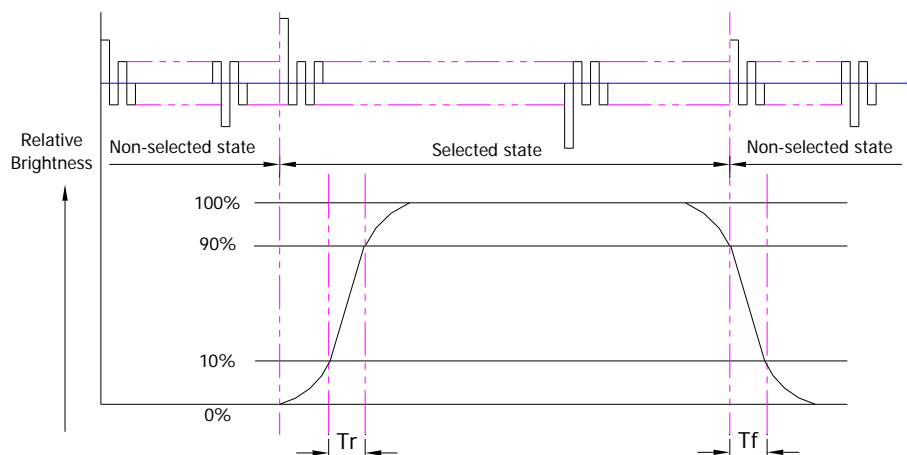 Relative
Brightness
Non-selected state
Selected state
Non-selected state
100%
90%
10%
0%
Tr
Tf